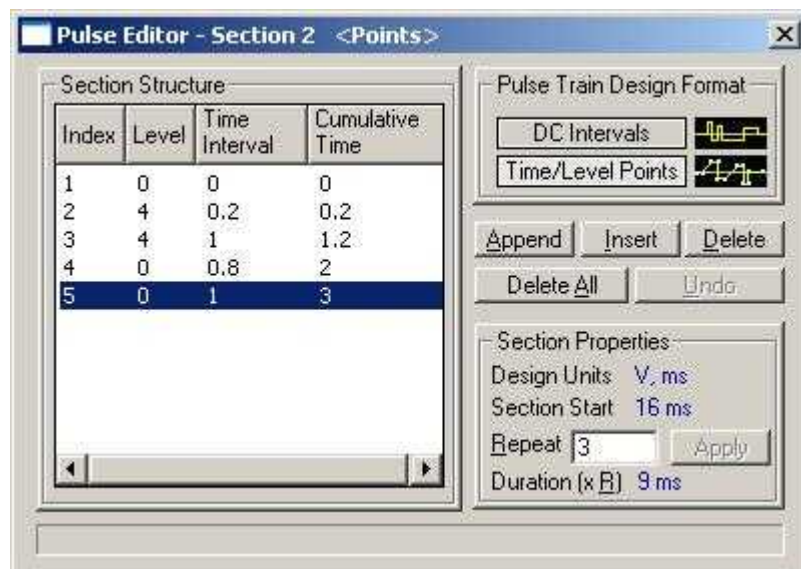 Pulse Editor - Section 2 <Points>
Section Structure
Index Level Time Interval Cumulative Time
1 0 0 0
2 4 0.2 0.2
3 4 1 1.2
4 0 0.8 2
5 0 1 3
Pulse Train Design Format
DC Intervals
Time/Level Points
Append Insert Delete
Delete All Undo
Section Properties
Design Units V, ms
Section Start 16 ms
Repeat 3 Apply
Duration (x R) 9 ms